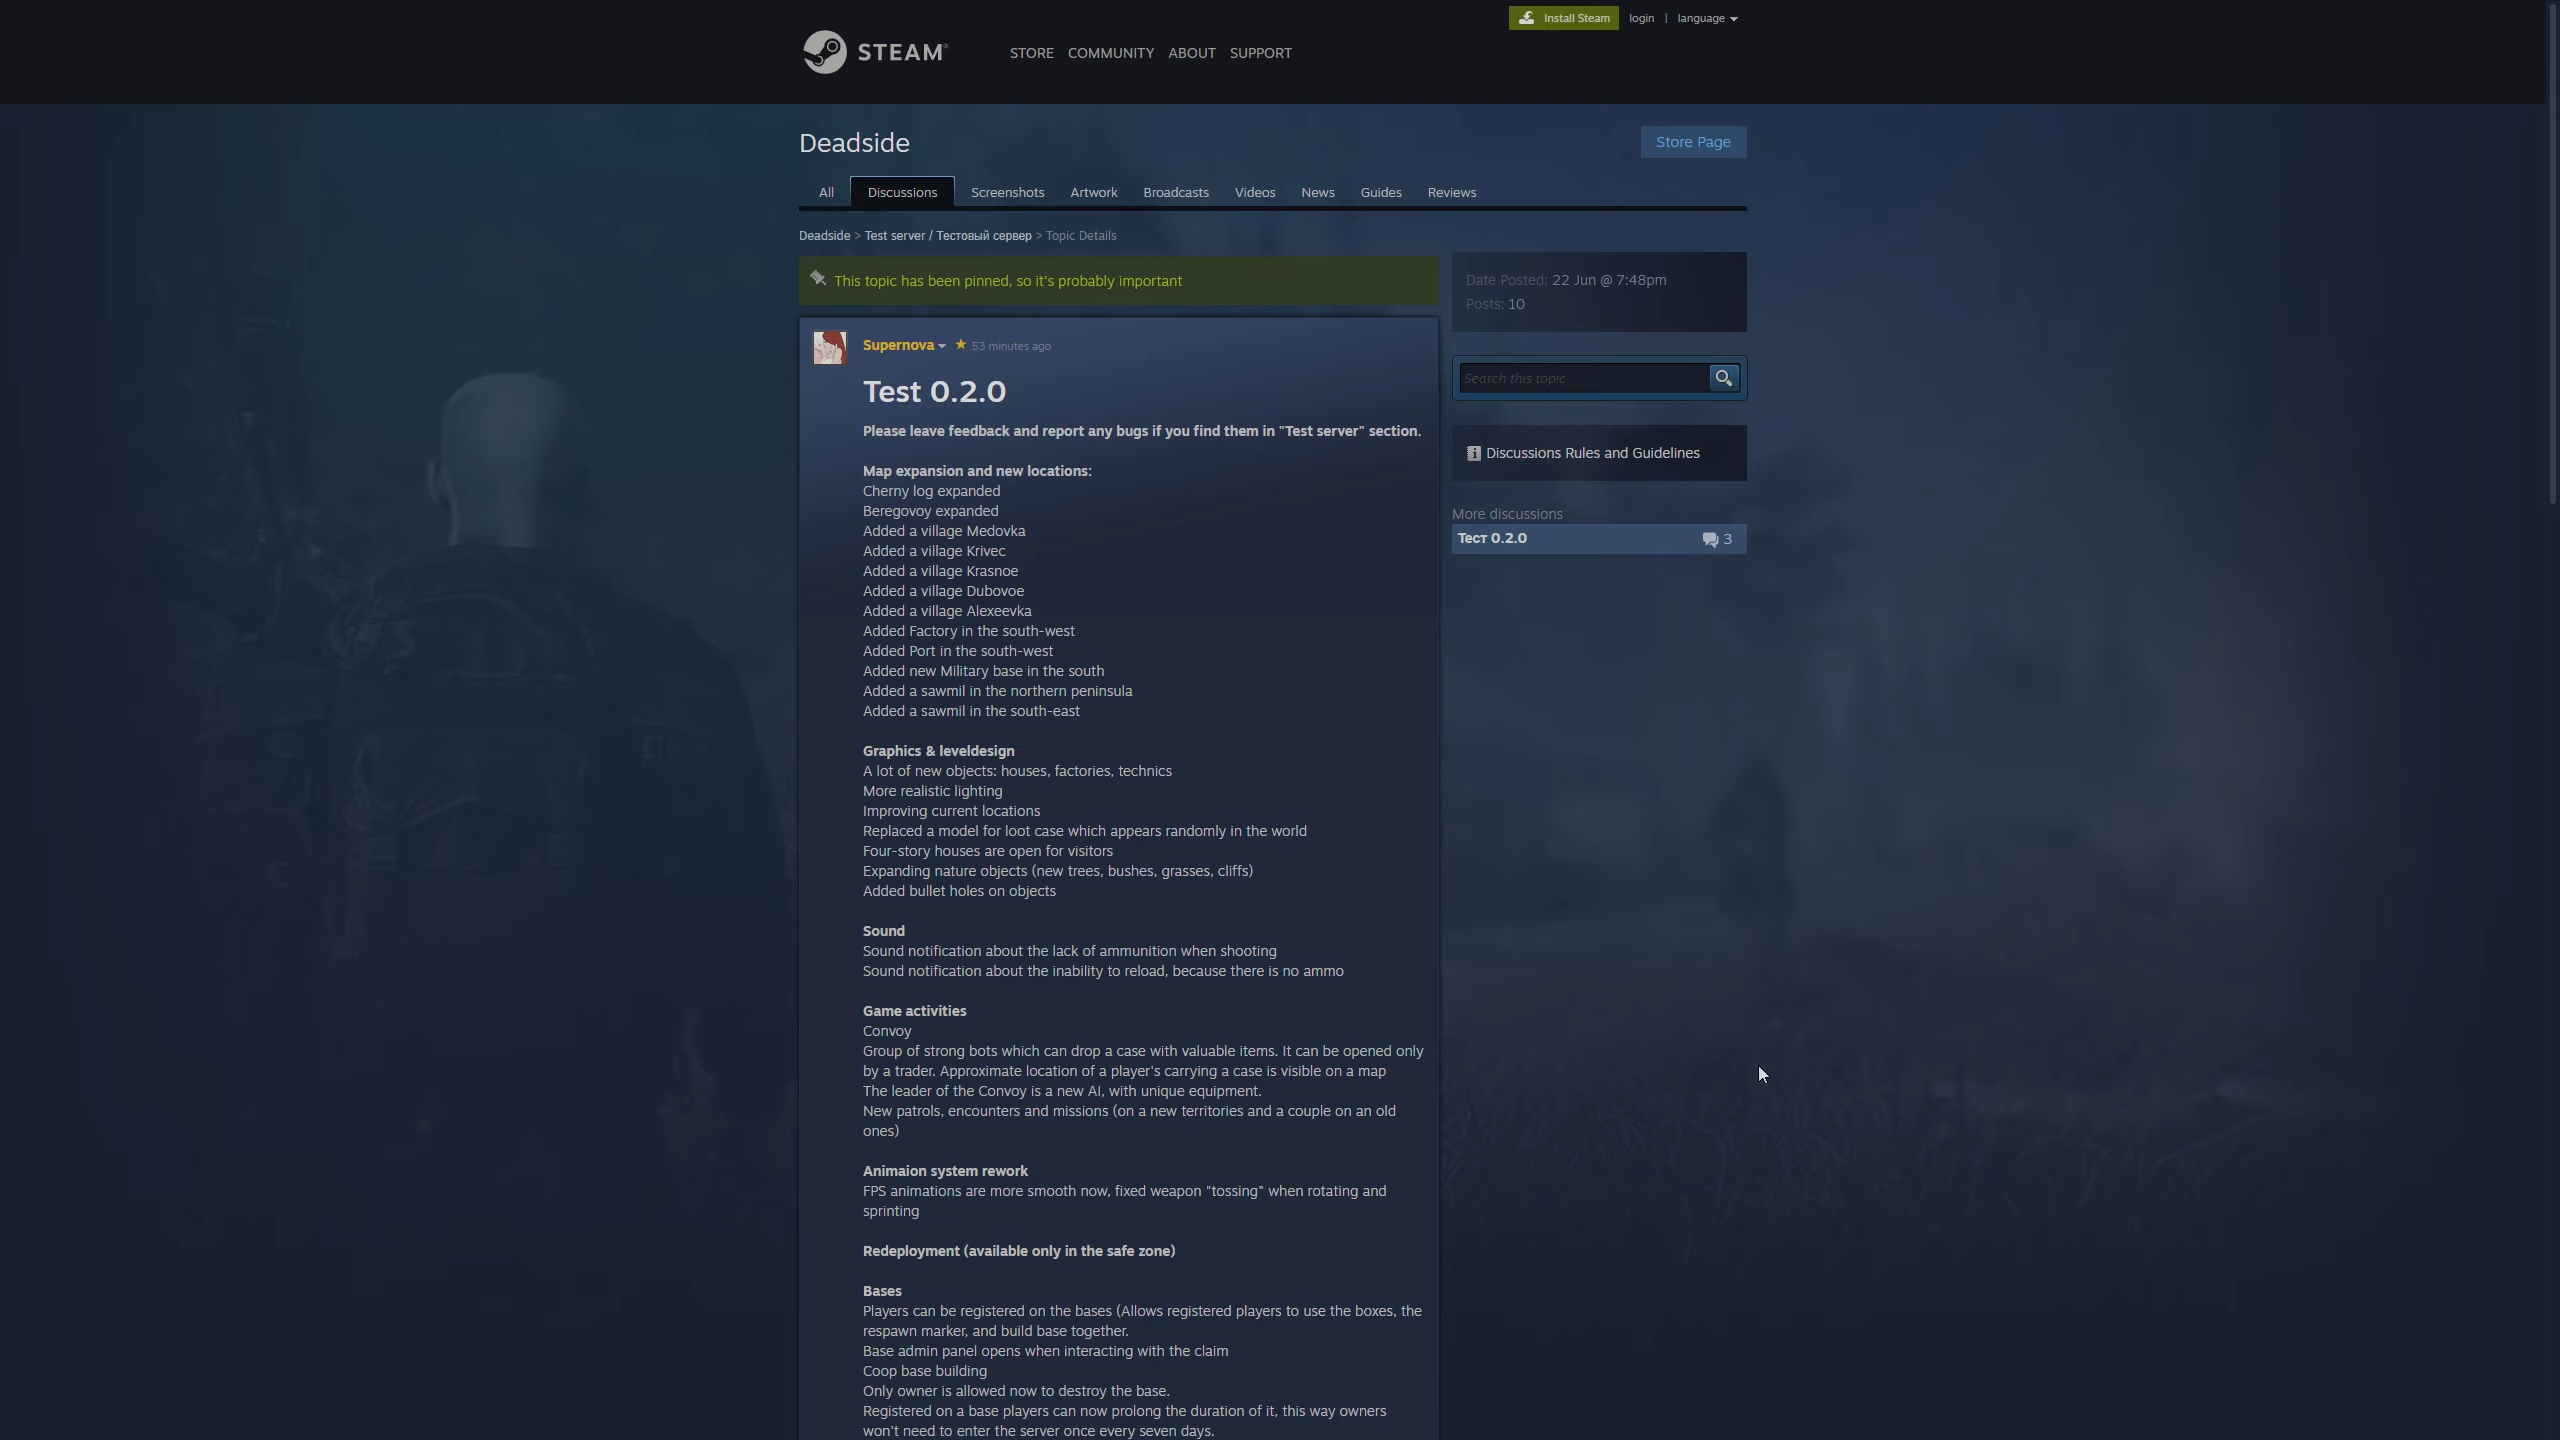 Install Steam login | language
STEAM®
STORE COMMUNITY ABOUT SUPPORT
Deadside
Store Page
All Discussions Screenshots Artwork Broadcasts Videos News Guides Reviews
Deadside > Test server / Тестовый сервер > Topic Details
This topic has been pinned, so it's probably important
Supernova ★ 53 minutes ago
Test 0.2.0
Please leave feedback and report any bugs if you find them in "Test server" section.
Map expansion and new locations:
Cherny log expanded
Beregovoy expanded
Added a village Medovka
Added a village Krivec
Added a village Krasnoe
Added a village Dubovoe
Added a village Alexeevka
Added Factory in the south-west
Added Port in the south-west
Added new Military base in the south
Added a sawmil in the northern peninsula
Added a sawmil in the south-east
Graphics & leveldesign
A lot of new objects: houses, factories, technics
More realistic lighting
Improving current locations
Replaced a model for loot case which appears randomly in the world
Four-story houses are open for visitors
Expanding nature objects (new trees, bushes, grasses, cliffs)
Added bullet holes on objects
Sound
Sound notification about the lack of ammunition when shooting
Sound notification about the inability to reload, because there is no ammo
Game activities
Convoy
Group of strong bots which can drop a case with valuable items. It can be opened only
by a trader. Approximate location of a player's carrying a case is visible on a map
The leader of the Convoy is a new AI, with unique equipment.
New patrols, encounters and missions (on a new territories and a couple on an old
ones)
Animaion system rework
FPS animations are more smooth now, fixed weapon "tossing" when rotating and
sprinting
Redeployment (available only in the safe zone)
Bases
Players can be registered on the bases (Allows registered players to use the boxes, the
respawn marker, and build base together.
Base admin panel opens when interacting with the claim
Coop base building
Only owner is allowed now to destroy the base.
Registered on a base players can now prolong the duration of it, this way owners
won't need to enter the server once every seven days.
Date Posted: 22 Jun @ 7:48pm
Posts: 10
Search this topic
Discussions Rules and Guidelines
More discussions
Тест 0.2.0 3